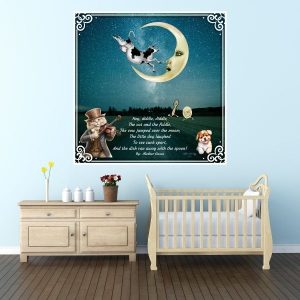 Hey, diddle, diddle,
The cat and the fiddle,
The cow jumped over the moon;
The little dog laughed
To see such sport,
And the dish ran away with the spoon!
By: Mother Goose